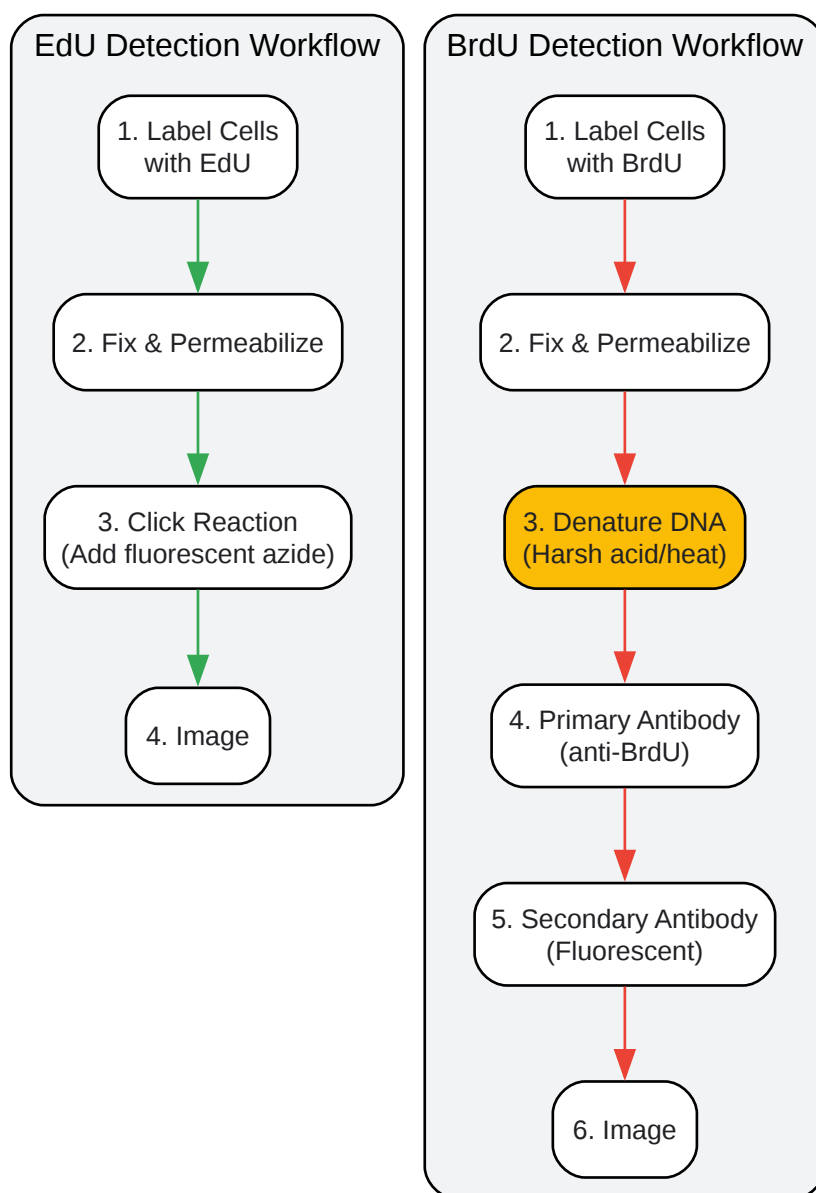 EdU Detection Workflow
1. Label Cells
with EdU
2. Fix & Permeabilize
3. Click Reaction
(Add fluorescent azide)
4. Image
BrdU Detection Workflow
1. Label Cells
with BrdU
2. Fix & Permeabilize
3. Denature DNA
(Harsh acid/heat)
4. Primary Antibody
(anti-BrdU)
5. Secondary Antibody
(Fluorescent)
6. Image